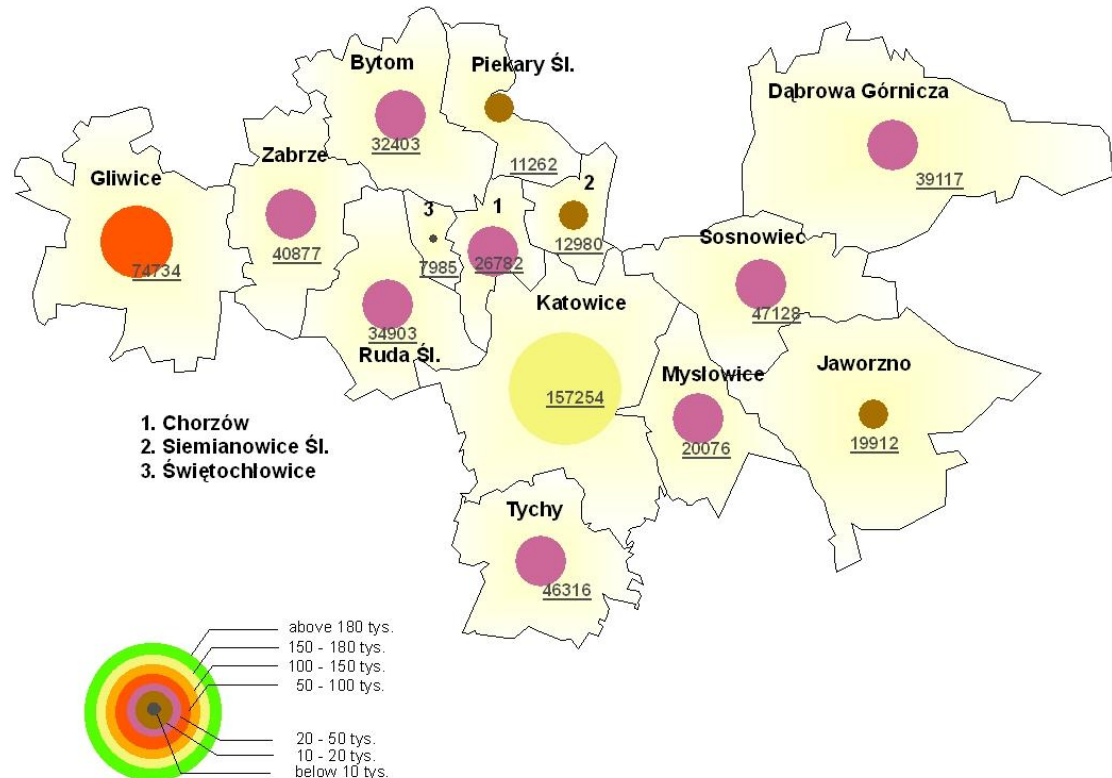 Bytom
Piekary Śl.
Dąbrowa Górnicza
32403
11262
39117
Zabrze
Gliwice
2
3
1
12980
Sosnowiec
74734
40877
7985
26782
Katowice
47128
34903
Ruda Śl.
Mysłowice
Jaworzno
157254
20076
19912
1. Chorzów
2. Siemianowice Śl.
3. Świętochłowice
Tychy
46316
above 180 tys.
150 - 180 tys.
100 - 150 tys.
50 - 100 tys.
20 - 50 tys.
10 - 20 tys.
below 10 tys.